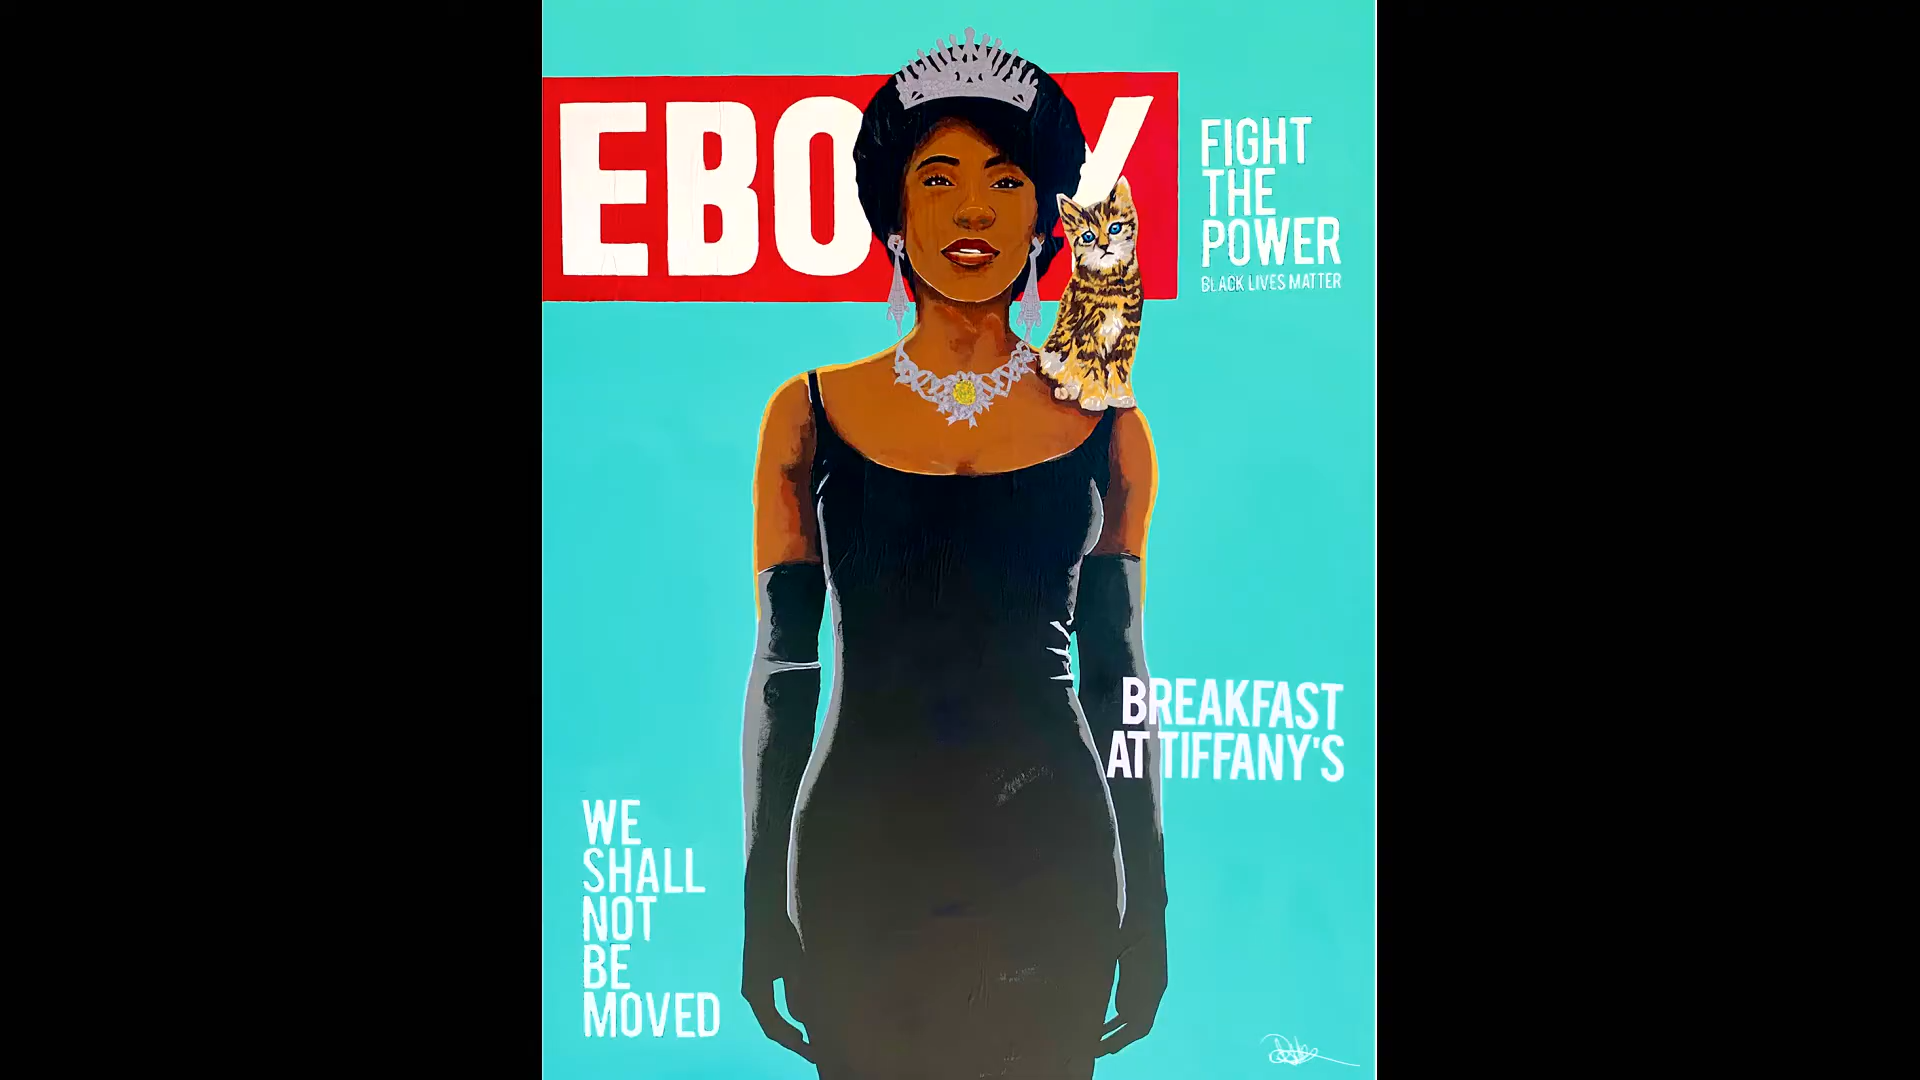 EBO Y
FIGHT
THE
POWER
BLACK LIVES MATTER
BREAKFAST
AT TIFFANY'S
WE
SHALL
NOT
BE
MOVED